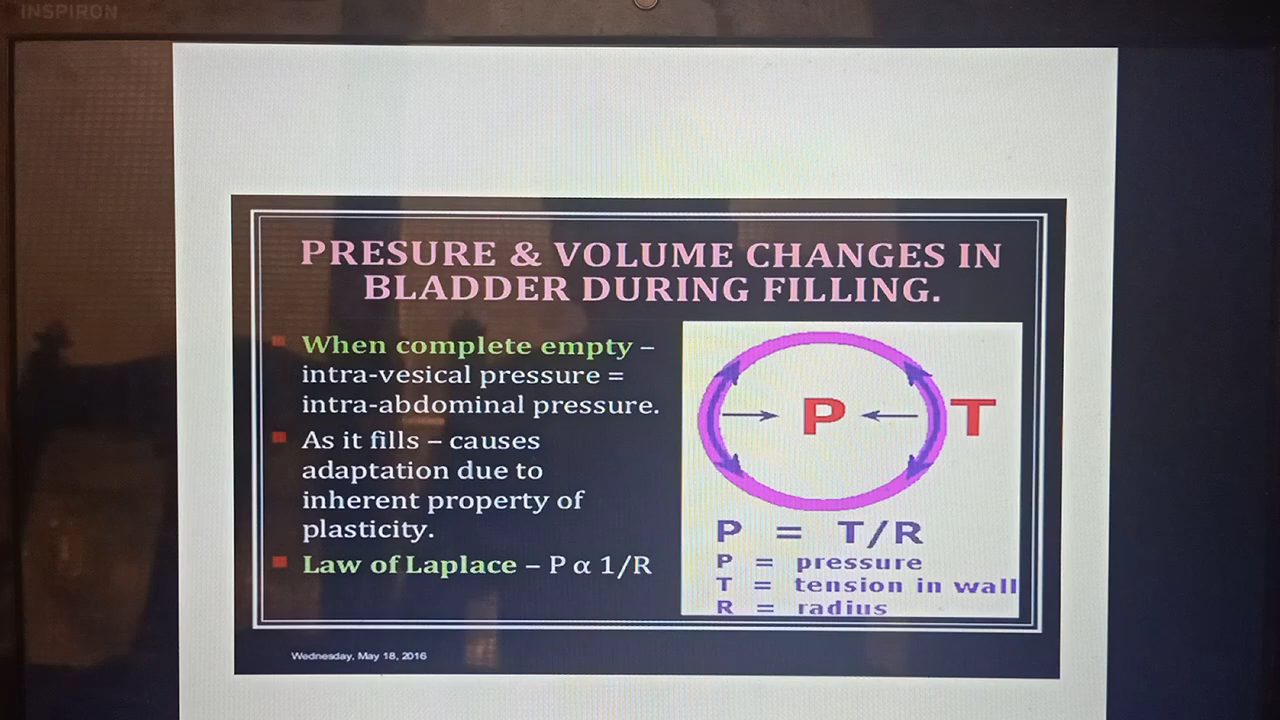 INSPIRON
PRESURE & VOLUME CHANGES IN
BLADDER DURING FILLING.
When complete empty –
intra-vesical pressure =
intra-abdominal pressure.
As it fills – causes
adaptation due to
inherent property of
plasticity.
Law of Laplace – P α 1/R
P
T
P = T/R
P = pressure
T = tension in wall
R = radius
Wednesday, May 18, 2016